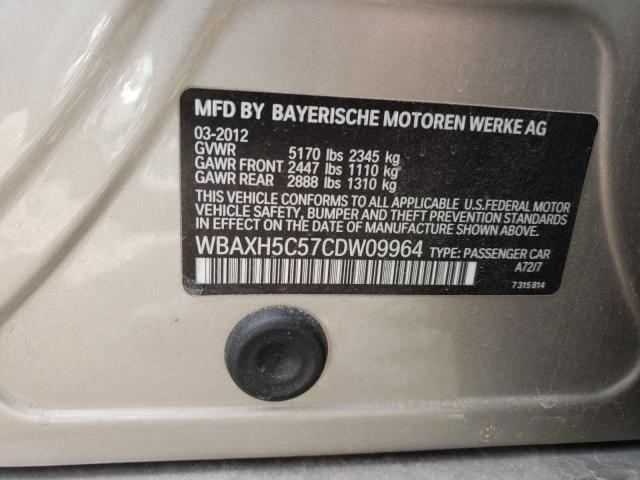 MFD BY BAYERISCHE MOTOREN WERKE AG
03-2012
GVWR 5170 lbs 2345 kg
GAWR FRONT 2447 lbs 1110 kg
GAWR REAR 2888 lbs 1310 kg
THIS VEHICLE CONFORMS TO ALL APPLICABLE U.S.FEDERAL MOTOR
VEHICLE SAFETY, BUMPER AND THEFT PREVENTION STANDARDS
IN EFFECT ON THE DATE OF MANUFACTURE SHOWN ABOVE.
WBAXH5C57CDW09964 TYPE: PASSENGER CAR
A72/7
7 315 814